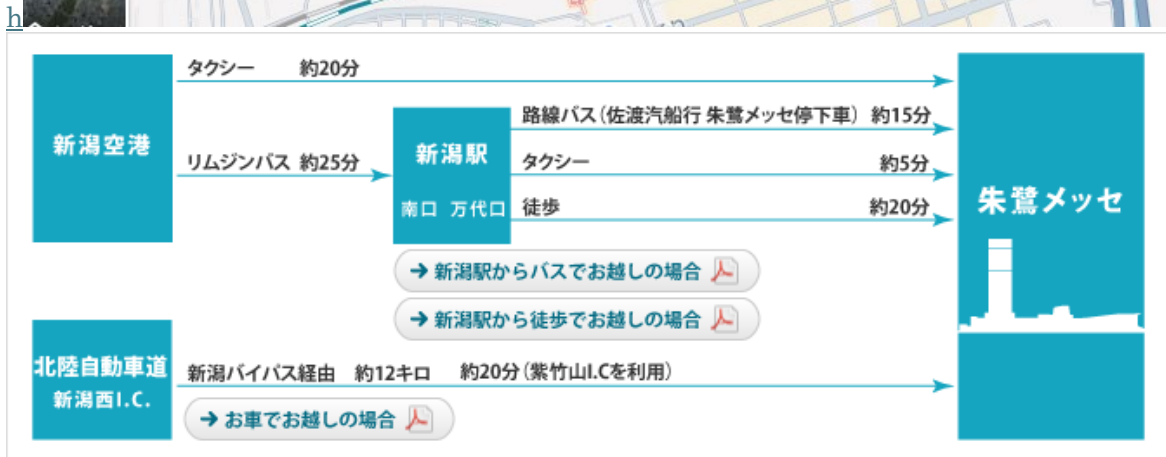 h
タクシー 約20分
新潟空港
リムジンバス 約25分
新潟駅
南口 万代口
路線バス(佐渡汽船行 朱鷺メッセ停下車) 約15分
タクシー 約5分
徒歩 約20分
朱鷺メッセ
→ 新潟駅からバスでお越しの場合
→ 新潟駅から徒歩でお越しの場合
北陸自動車道
新潟西I.C.
新潟バイパス経由 約12キロ 約20分(紫竹山I.Cを利用)
→ お車でお越しの場合